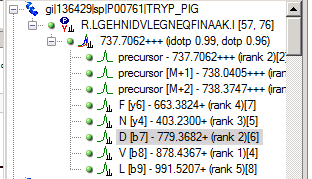 gi|136429|sp|P00761|TRYP_PIG
R.LGEHNIDVLEGNEQFINAAK.I [57, 76]
737.7062+++ (idotp 0.99, dotp 0.96)
precursor - 737.7062+++ (rank 2)[2]
precursor [M+1] - 738.0405+++ (rank
precursor [M+2] - 738.3747+++ (rank
F [y6] - 663.3824+ (rank 4)[7]
N [y4] - 403.2300+ (rank 3)[5]
D [b7] - 779.3682+ (rank 2)[6]
V [b8] - 878.4367+ (rank 1)[4]
L [b9] - 991.5207+ (rank 5)[8]